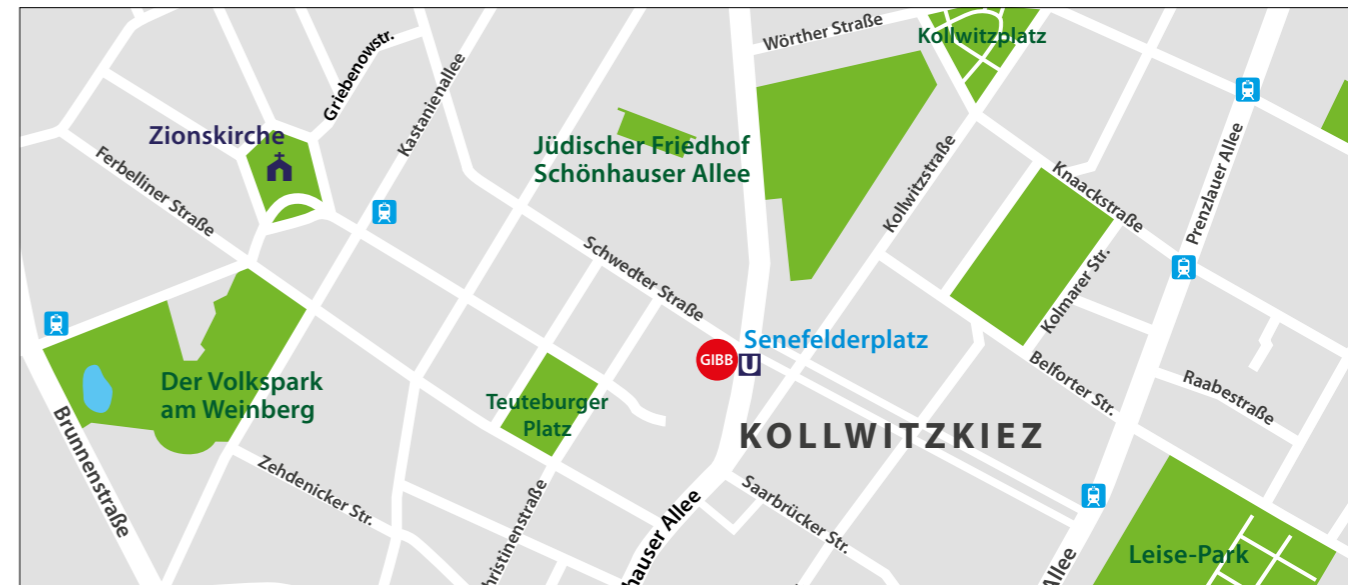 Wörther Straße
Kollwitzplatz
Griebenowstr.
Kastanienallee
Zionskirche
Jüdischer Friedhof
Schönhauser Allee
Ferbelliner Straße
Kollwitzstraße
Knaackstraße
Prenzlauer Allee
Schwedter Straße
Kolmarer Str.
Senefelderplatz
GIBB
U
Der Volkspark
am Weinberg
Teuteburger
Platz
Belforter Str.
Raabestraße
KOLLWITZKIEZ
Brunnenstraße
Zehdenicker Str.
hristinenstraße
hauser Allee
Saarbrücker Str.
Allee
Leise-Park